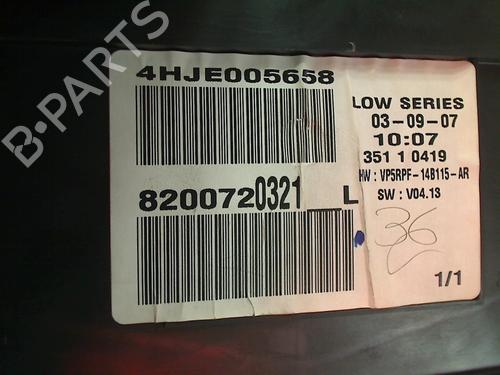 B-PARTS
4HJE005658
LOW SERIES
03-09-07
10:07
351 1 0419
HW : VP5RPF-14B115-AR
SW : V04.13
8200720321__L
36
1/1